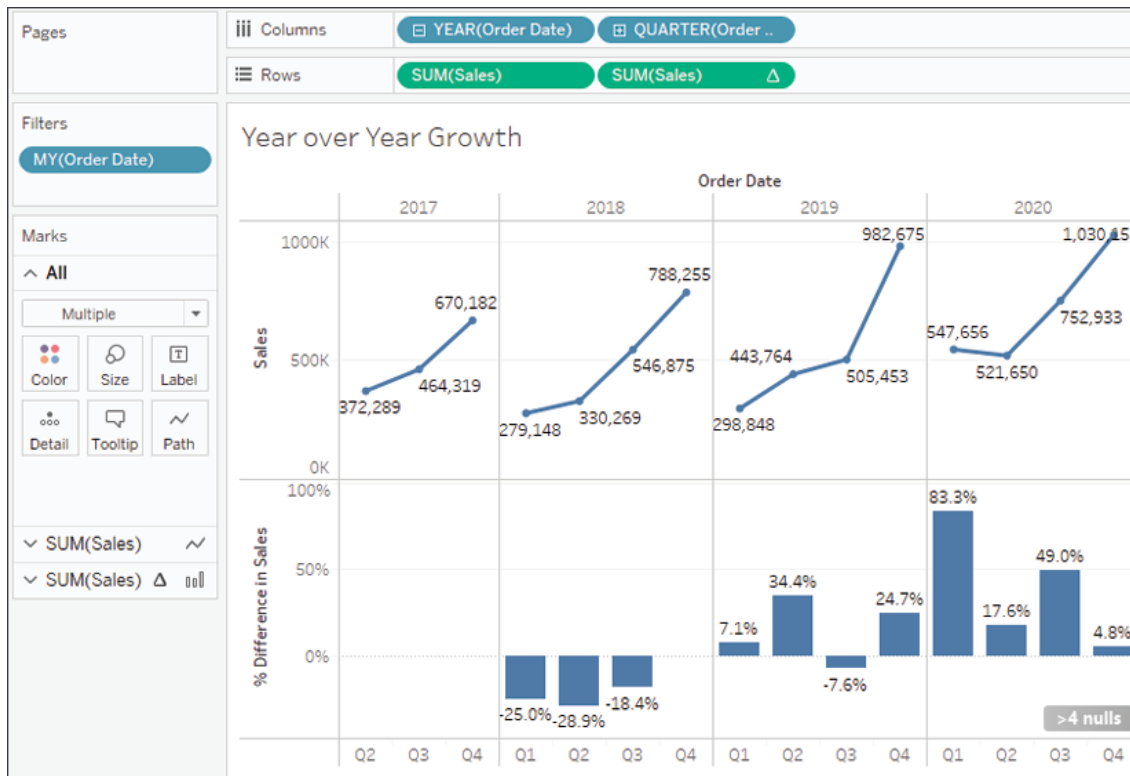 Pages
Columns
YEAR(Order Date)
QUARTER(Order ..
Rows
SUM(Sales)
SUM(Sales) Δ
Filters
MY(Order Date)
Marks
All
Multiple
Color
Size
Label
Detail
Tooltip
Path
SUM(Sales)
SUM(Sales) Δ
Year over Year Growth
Order Date
2017
2018
2019
2020
Sales
1000K
500K
0K
372,289
464,319
670,182
279,148
330,269
546,875
788,255
298,848
443,764
505,453
982,675
547,656
521,650
752,933
1,030,15
% Difference in Sales
100%
50%
0%
-25.0%
-28.9%
-18.4%
7.1%
34.4%
-7.6%
24.7%
83.3%
17.6%
49.0%
4.8%
>4 nulls
Q2 Q3 Q4 Q1 Q2 Q3 Q4 Q1 Q2 Q3 Q4 Q1 Q2 Q3 Q4